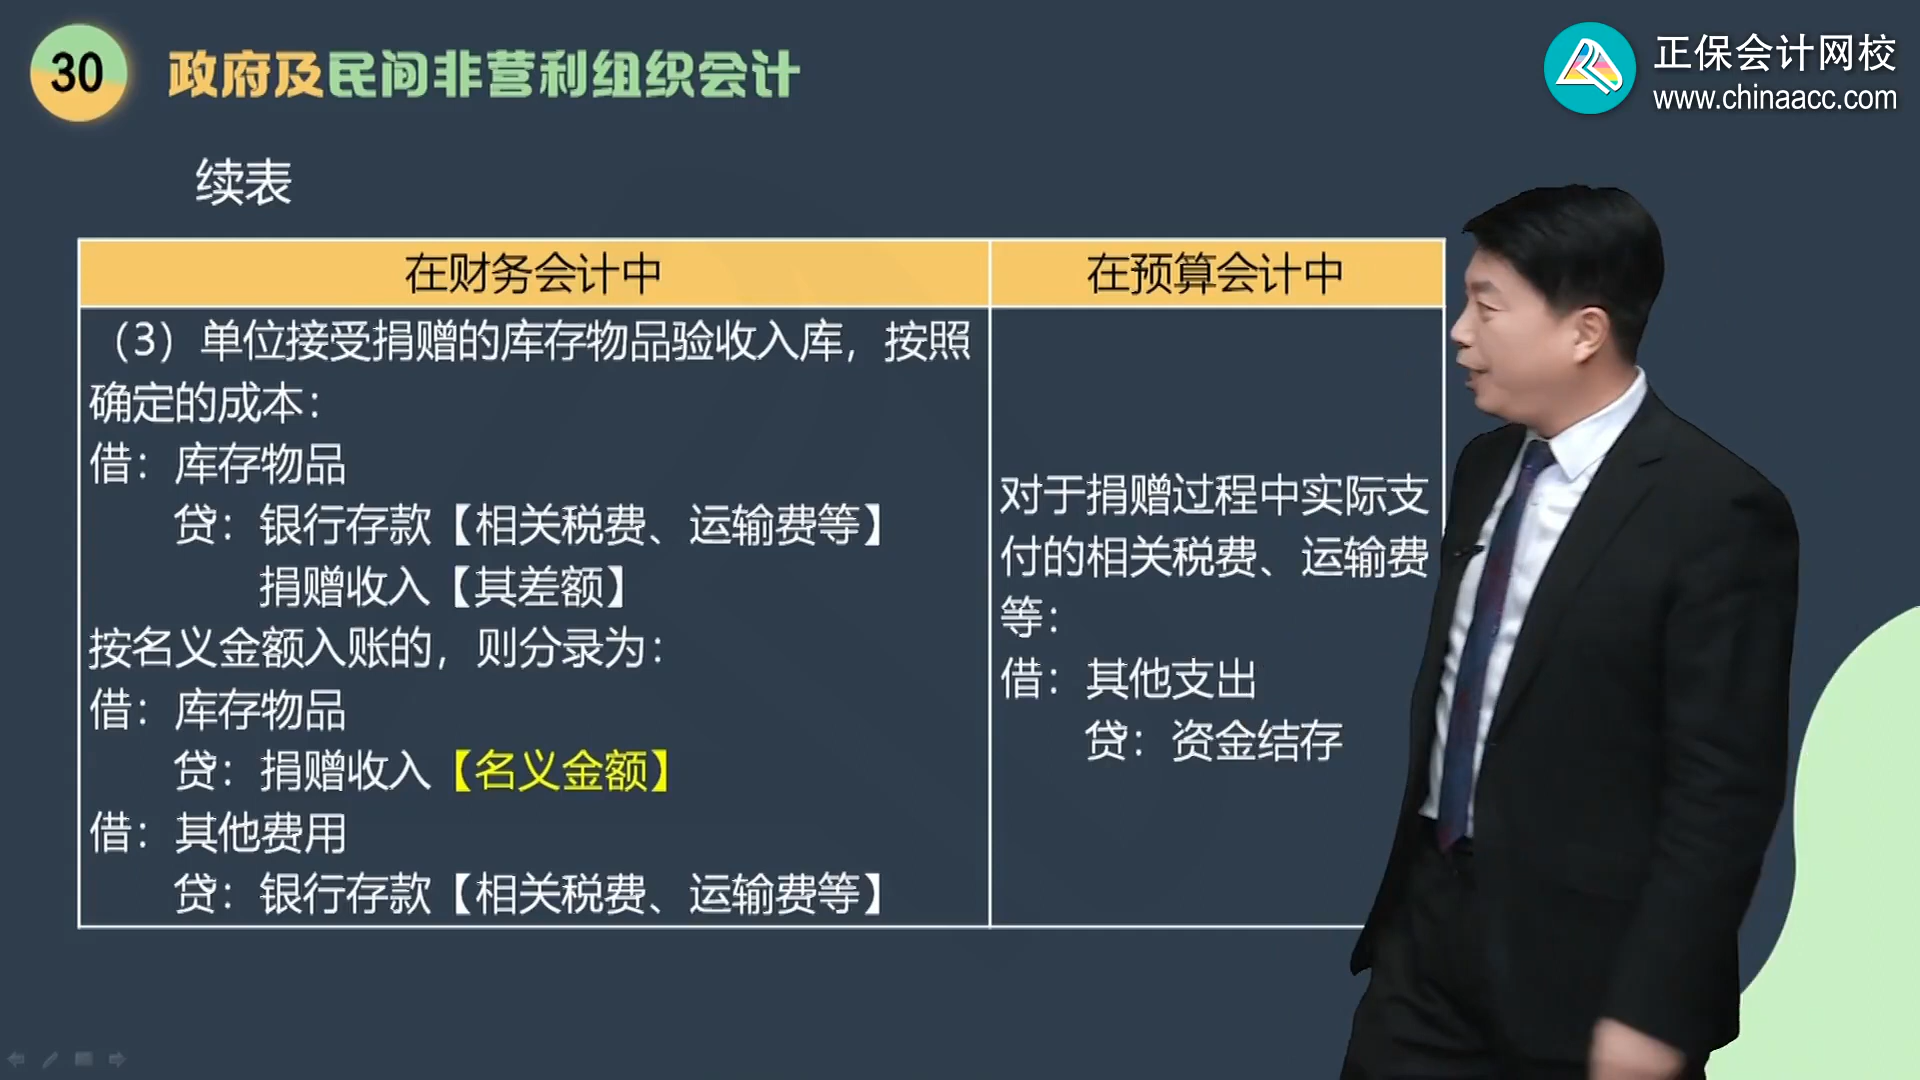 30 政府及民间非营利组织会计
正保会计网校
www.chinaacc.com
续表
在财务会计中
在预算会计中
（3）单位接受捐赠的库存物品验收入库，按照
确定的成本：
借：库存物品
贷：银行存款【相关税费、运输费等】
捐赠收入【其差额】
按名义金额入账的，则分录为：
借：库存物品
贷：捐赠收入【名义金额】
借：其他费用
贷：银行存款【相关税费、运输费等】
对于捐赠过程中实际支
付的相关税费、运输费
等：
借：其他支出
贷：资金结存